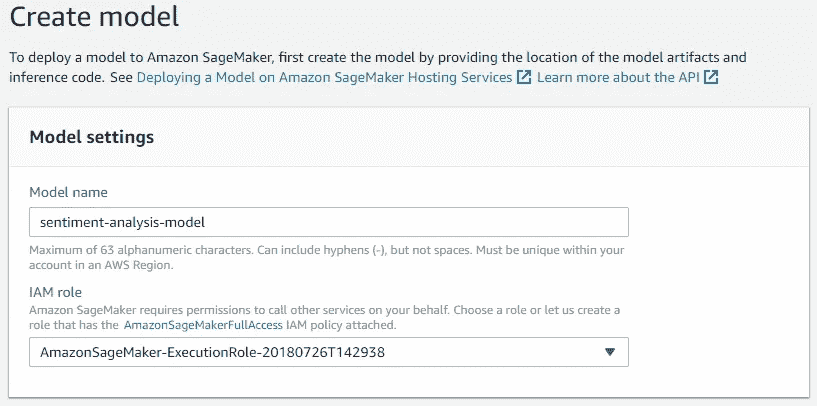 Create model
To deploy a model to Amazon SageMaker, first create the model by providing the location of the model artifacts and
inference code. See Deploying a Model on Amazon SageMaker Hosting Services Learn more about the API
Model settings
Model name
sentiment-analysis-model
Maximum of 63 alphanumeric characters. Can include hyphens (-), but not spaces. Must be unique within your
account in an AWS Region.
IAM role
Amazon SageMaker requires permissions to call other services on your behalf. Choose a role or let us create a
role that has the AmazonSageMakerFullAccess IAM policy attached.
AmazonSageMaker-ExecutionRole-20180726T142938